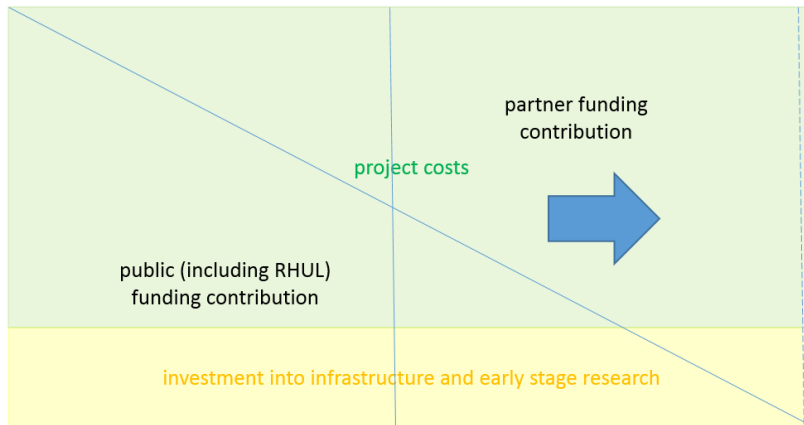 partner funding
contribution
project costs
public (including RHUL)
funding contribution
investment into infrastructure and early stage research